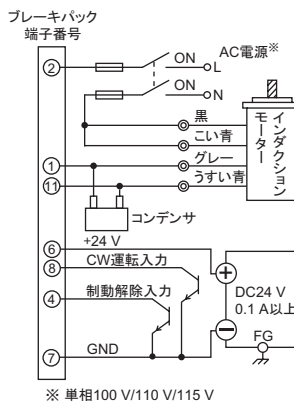 ブレーキパック
端子番号
AC電源※
② ON L
ON N
黒
こい青
① グレー
⑪ うすい青
インダクション
モーター
コンデンサ
⑥ +24 V
⑧ CW運転入力
④ 制動解除入力
DC24 V
0.1 A以上
⑦ GND
FG
※ 単相100 V/110 V/115 V